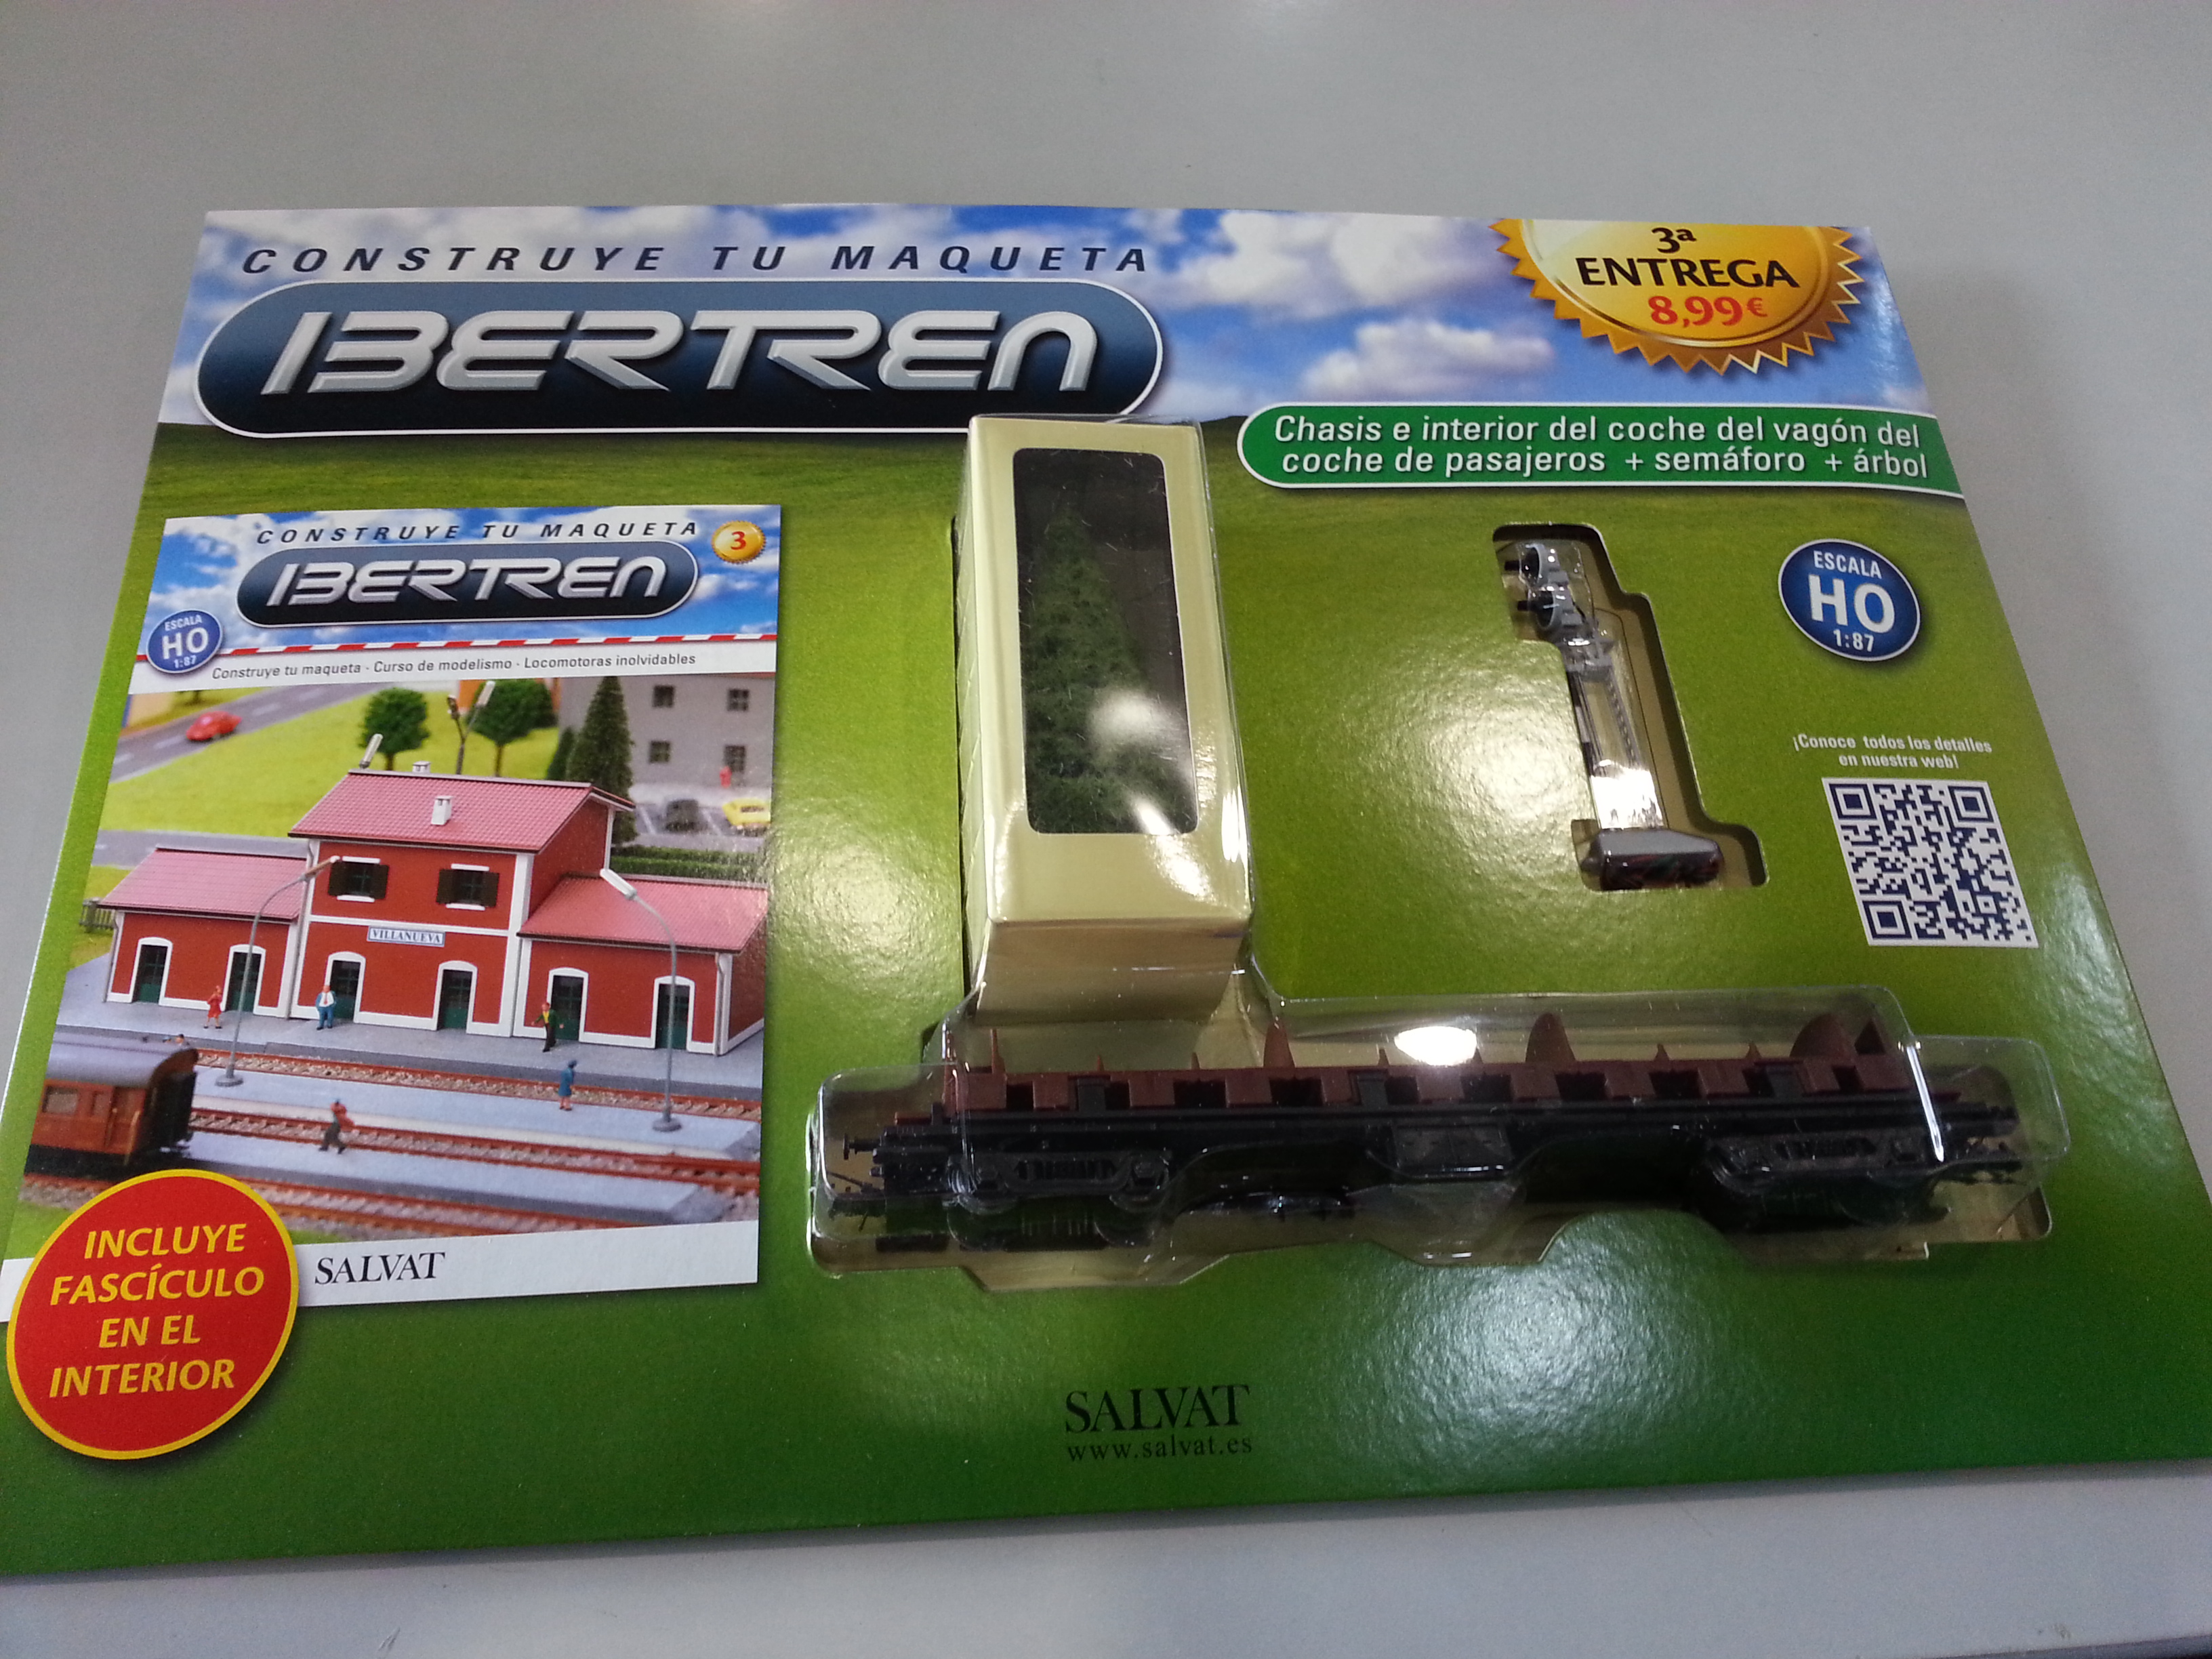 CONSTRUYE TU MAQUETA
IBERTREN
3ª
ENTREGA
8,99€
Chasis e interior del coche del vagón del
coche de pasajeros + semáforo + árbol
CONSTRUYE TU MAQUETA
3
IBERTREN
ESCALA
HO
1:87
Construye tu maqueta - Curso de modelismo - Locomotoras inolvidables
VILLANUEVA
SALVAT
INCLUYE
FASCÍCULO
EN EL
INTERIOR
ESCALA
HO
1:87
¡Conoce todos los detalles
en nuestra web!
SALVAT
www.salvat.es